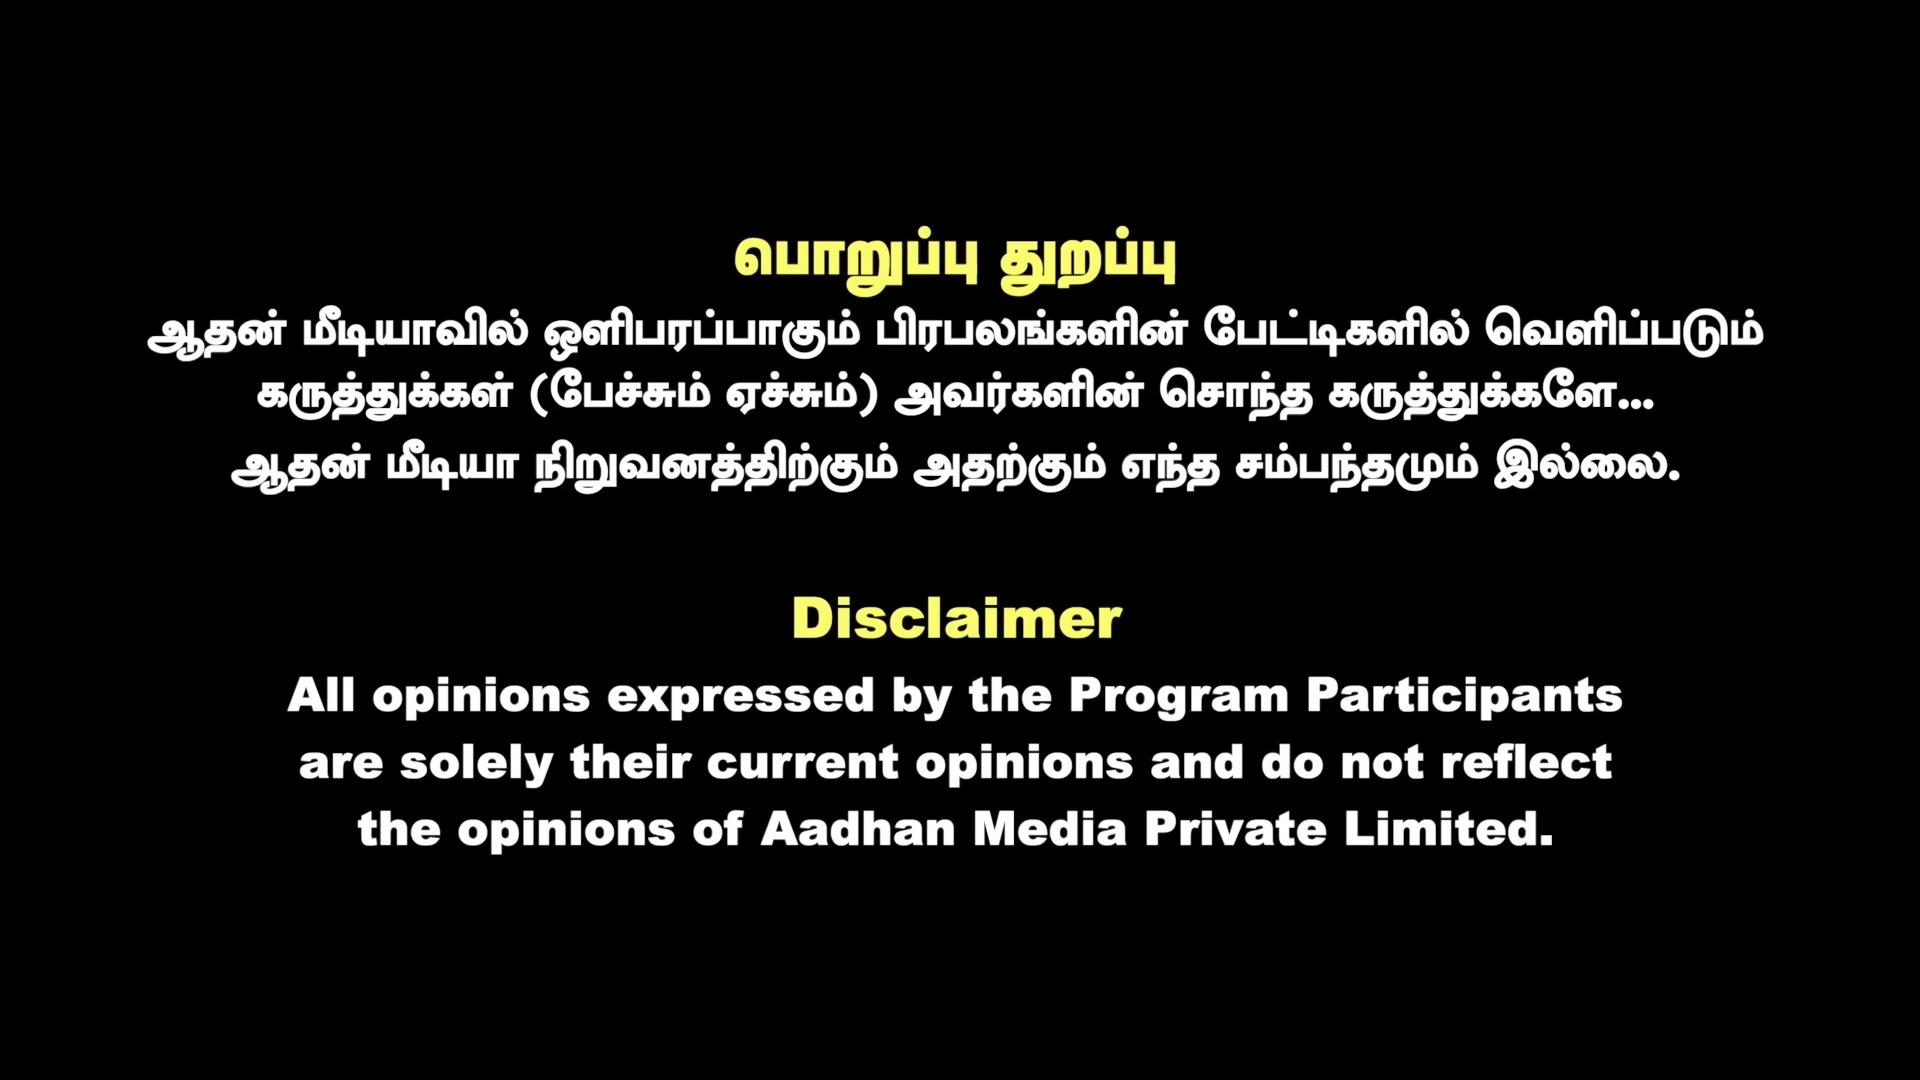 பொறுப்பு துறப்பு
ஆதன் மீடியாவில் ஒளிபரப்பாகும் பிரபலங்களின் பேட்டிகளில் வெளிப்படும்
கருத்துக்கள் (பேச்சும் ஏச்சும்) அவர்களின் சொந்த கருத்துக்களே...
ஆதன் மீடியா நிறுவனத்திற்கும் அதற்கும் எந்த சம்பந்தமும் இல்லை.
Disclaimer
All opinions expressed by the Program Participants
are solely their current opinions and do not reflect
the opinions of Aadhan Media Private Limited.